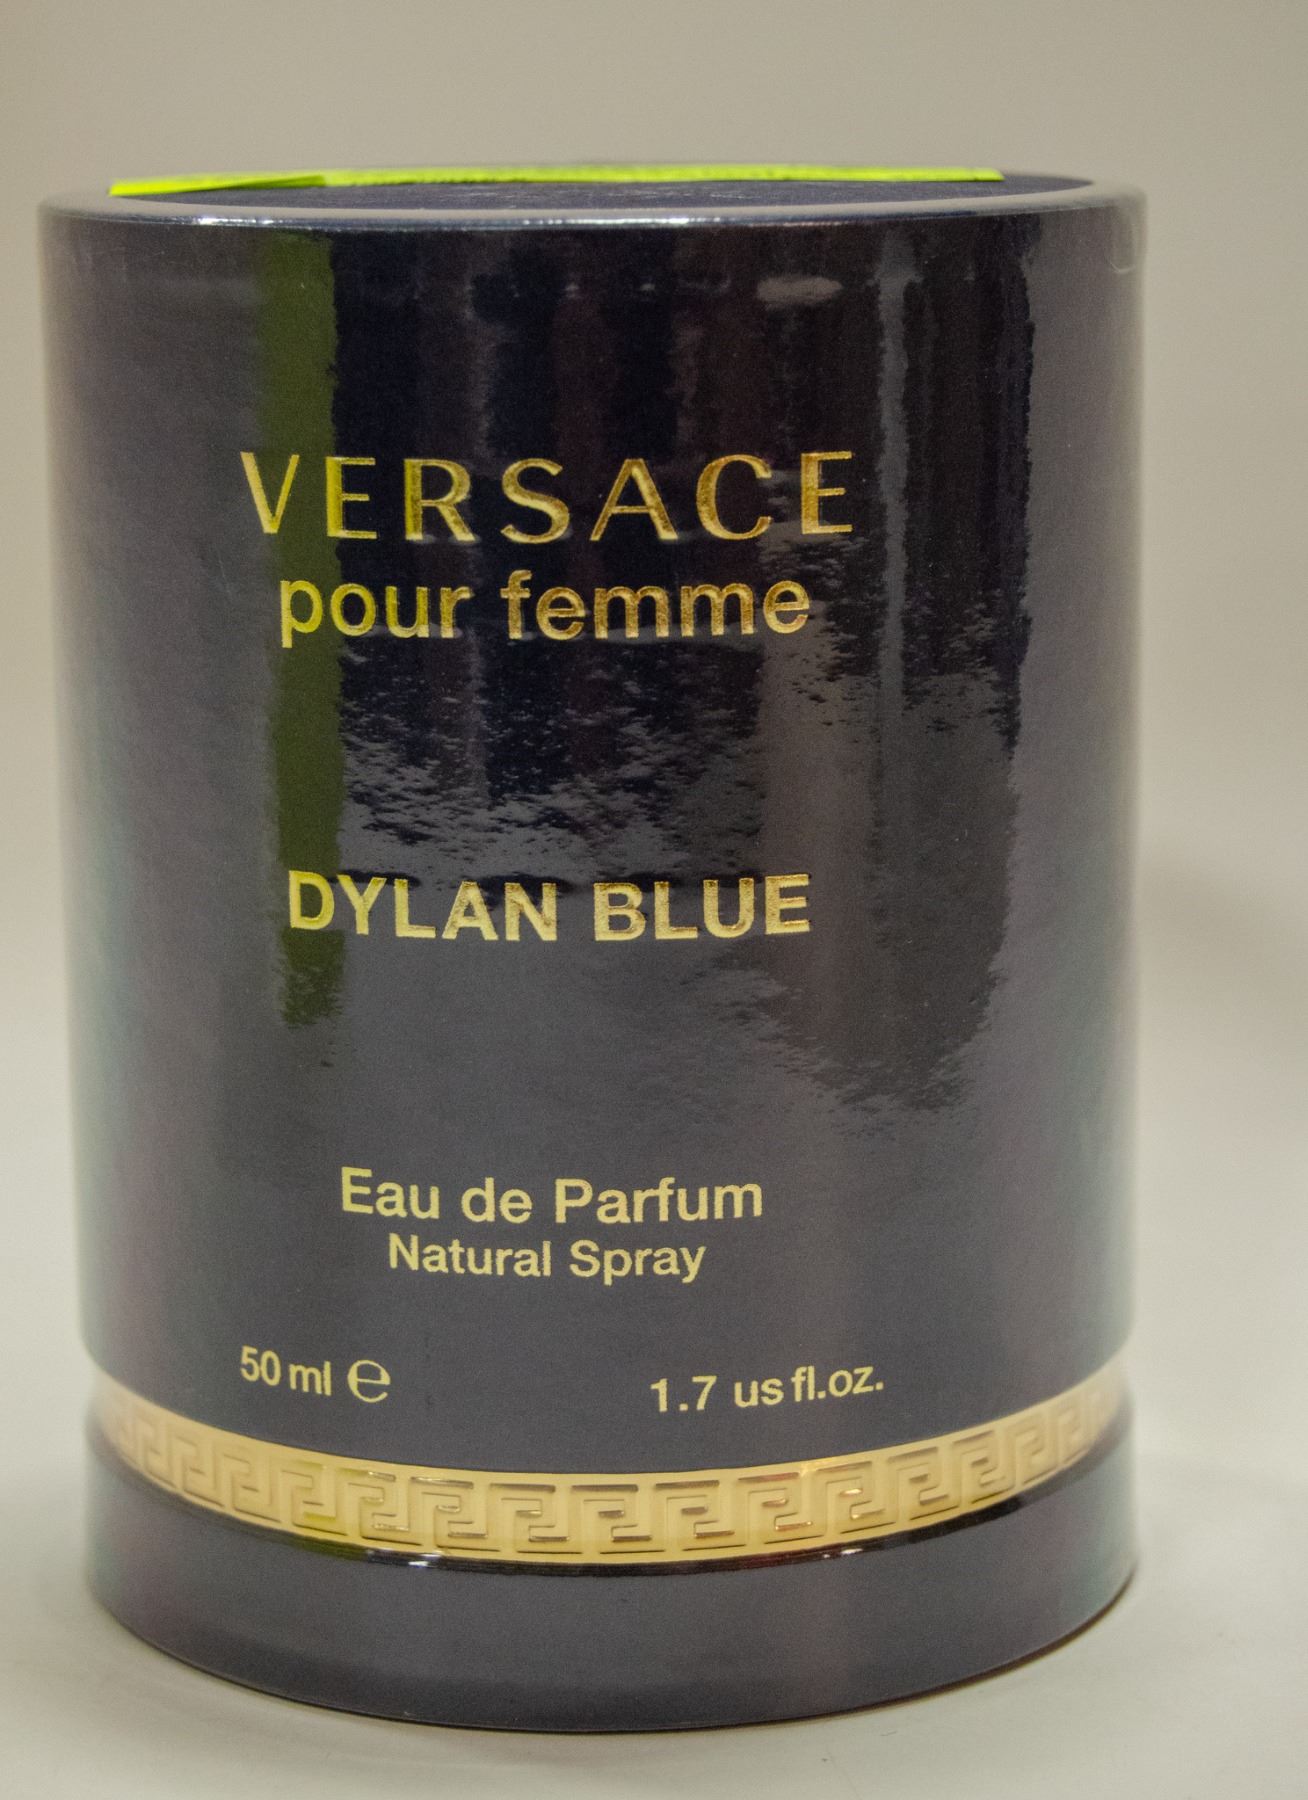 VERSACE
pour femme
DYLAN BLUE
Eau de Parfum
Natural Spray
50 ml ℮
1.7 us fl.oz.